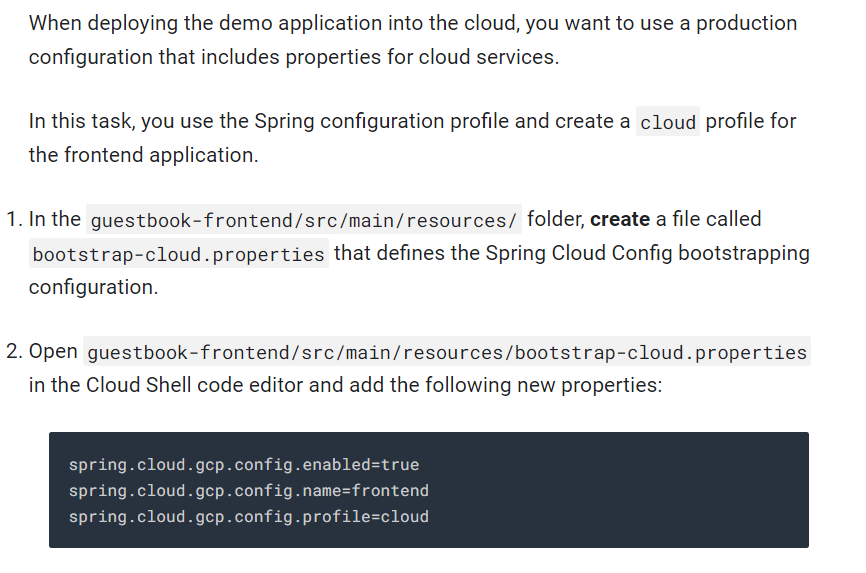 When deploying the demo application into the cloud, you want to use a production
configuration that includes properties for cloud services.
In this task, you use the Spring configuration profile and create a cloud profile for
the frontend application.
1. In the guestbook-frontend/src/main/resources/ folder, create a file called
bootstrap-cloud.properties that defines the Spring Cloud Config bootstrapping
configuration.
2. Open guestbook-frontend/src/main/resources/bootstrap-cloud.properties
in the Cloud Shell code editor and add the following new properties:
spring.cloud.gcp.config.enabled=true
spring.cloud.gcp.config.name=frontend
spring.cloud.gcp.config.profile=cloud